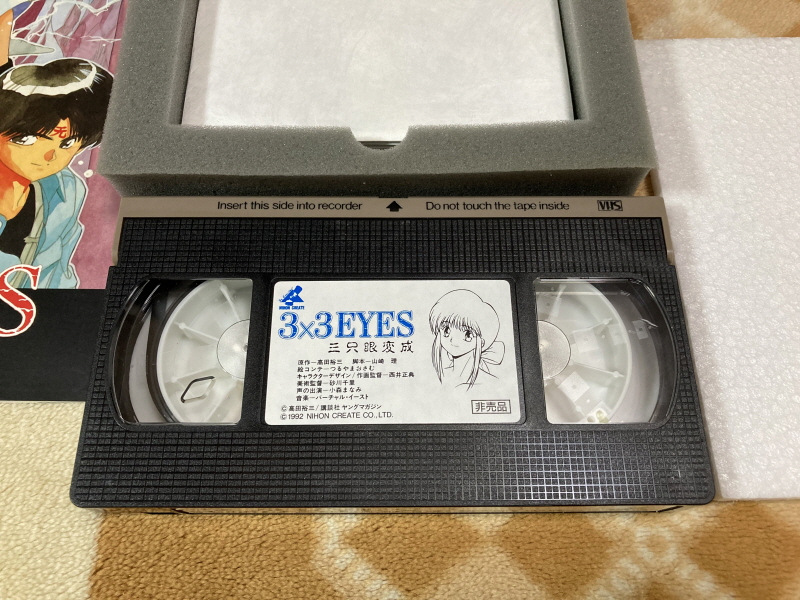 无
S
Insert this side into recorder
Do not touch the tape inside
VHS
NIHON CREATE
3×3 EYES
三只眼変成
原作―高田裕三 脚本―山崎 理
絵コンテ―つるやまおさむ
キャラクターデザイン/作画監督―西井正典
美術監督―砂川千里
声の出演―小森まなみ
音楽―バーチャル・イースト
©高田裕三/講談社 ヤングマガジン
©1992 NIHON CREATE CO.,LTD.
非売品